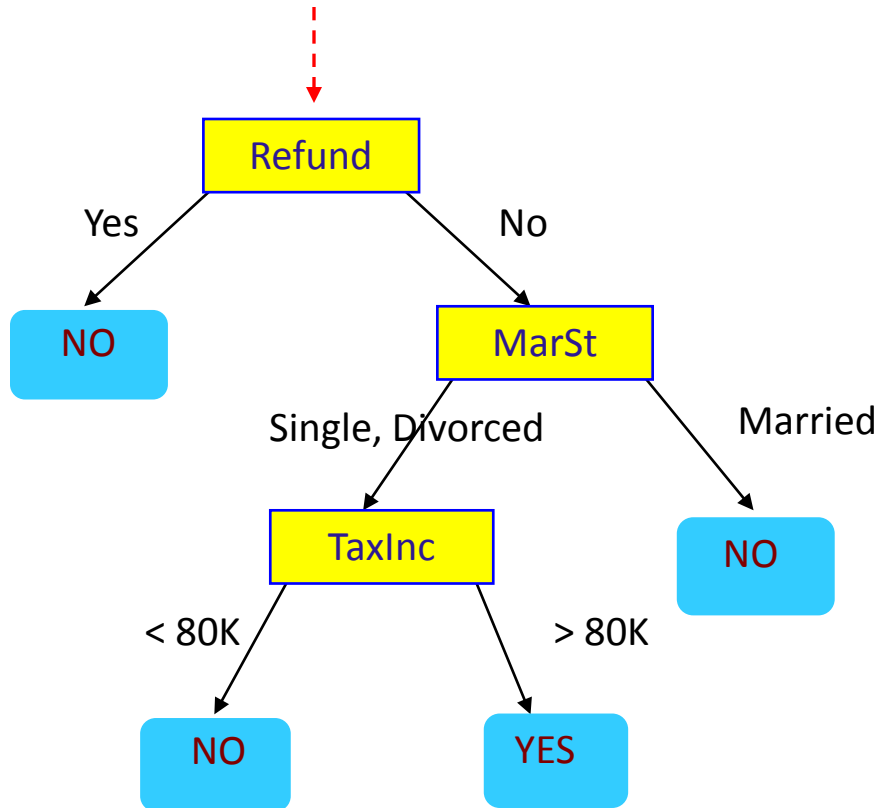 Refund
Yes
No
NO
MarSt
Single, Divorced
Married
TaxInc
NO
< 80K
> 80K
NO
YES